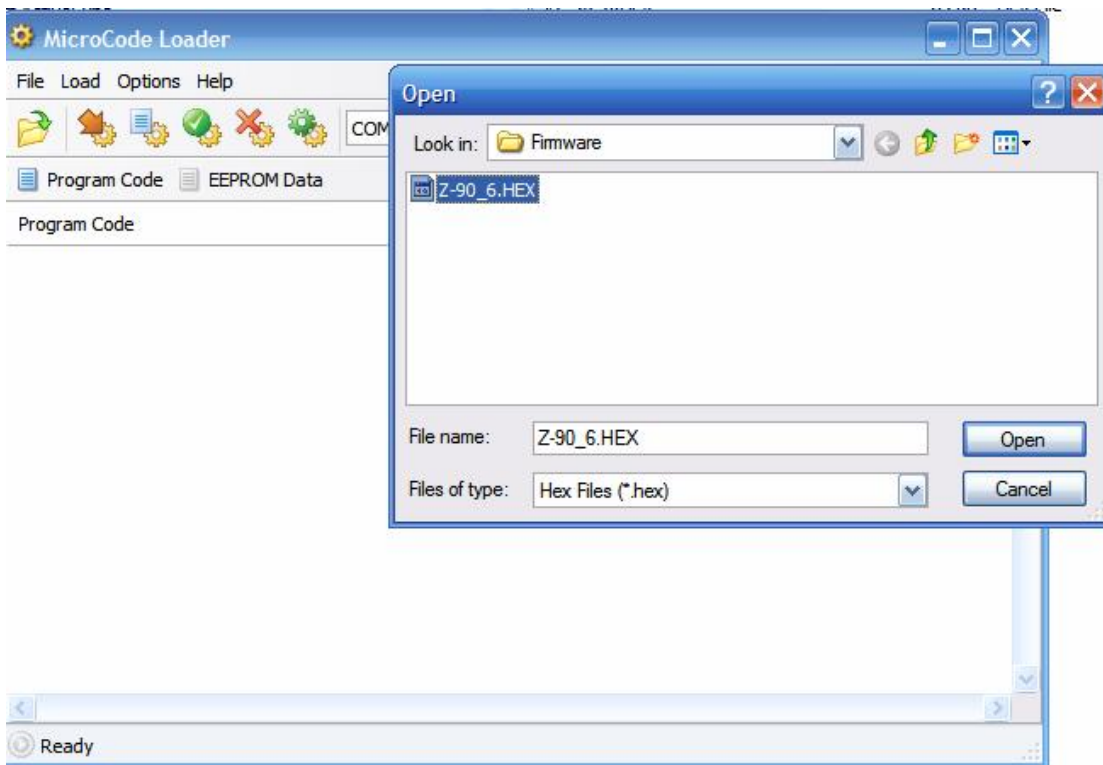 MicroCode Loader
File Load Options Help
COM
Program Code EEPROM Data
Program Code
Open
Look in: Firmware
Z-90_6.HEX
File name: Z-90_6.HEX
Open
Files of type: Hex Files (*.hex)
Cancel
Ready